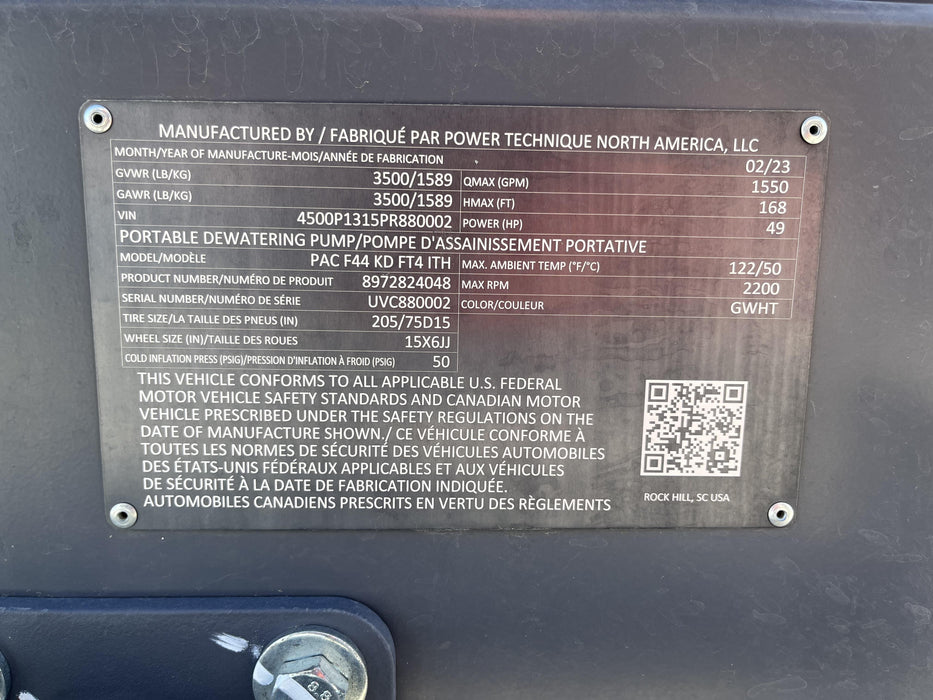 MANUFACTURED BY / FABRIQUÉ PAR POWER TECHNIQUE NORTH AMERICA, LLC
MONTH/YEAR OF MANUFACTURE-MOIS/ANNÉE DE FABRICATION 02/23
GVWR (LB/KG) 3500/1589 QMAX (GPM) 1550
GAWR (LB/KG) 3500/1589 HMAX (FT) 168
VIN 4500P1315PR880002 POWER (HP) 49
PORTABLE DEWATERING PUMP/POMPE D'ASSAINISSEMENT PORTATIVE
MODEL/MODÈLE PAC F44 KD FT4 ITH MAX. AMBIENT TEMP (°F/°C) 122/50
PRODUCT NUMBER/NUMÉRO DE PRODUIT 8972824048 MAX RPM 2200
SERIAL NUMBER/NUMÉRO DE SÉRIE UVC880002 COLOR/COULEUR GWHT
TIRE SIZE/LA TAILLE DES PNEUS (IN) 205/75D15
WHEEL SIZE (IN)/TAILLE DES ROUES 15X6JJ
COLD INFLATION PRESS (PSIG)/PRESSION D'INFLATION À FROID (PSIG) 50
THIS VEHICLE CONFORMS TO ALL APPLICABLE U.S. FEDERAL
MOTOR VEHICLE SAFETY STANDARDS AND CANADIAN MOTOR
VEHICLE PRESCRIBED UNDER THE SAFETY REGULATIONS ON THE
DATE OF MANUFACTURE SHOWN./ CE VÉHICULE CONFORME À
TOUTES LES NORMES DE SÉCURITÉ DES VÉHICULES AUTOMOBILES
DES ÉTATS-UNIS FÉDÉRAUX APPLICABLES ET AUX VÉHICULES
DE SÉCURITÉ À LA DATE DE FABRICATION INDIQUÉE.
AUTOMOBILES CANADIENS PRESCRITS EN VERTU DES RÈGLEMENTS
ROCK HILL, SC USA
8.8